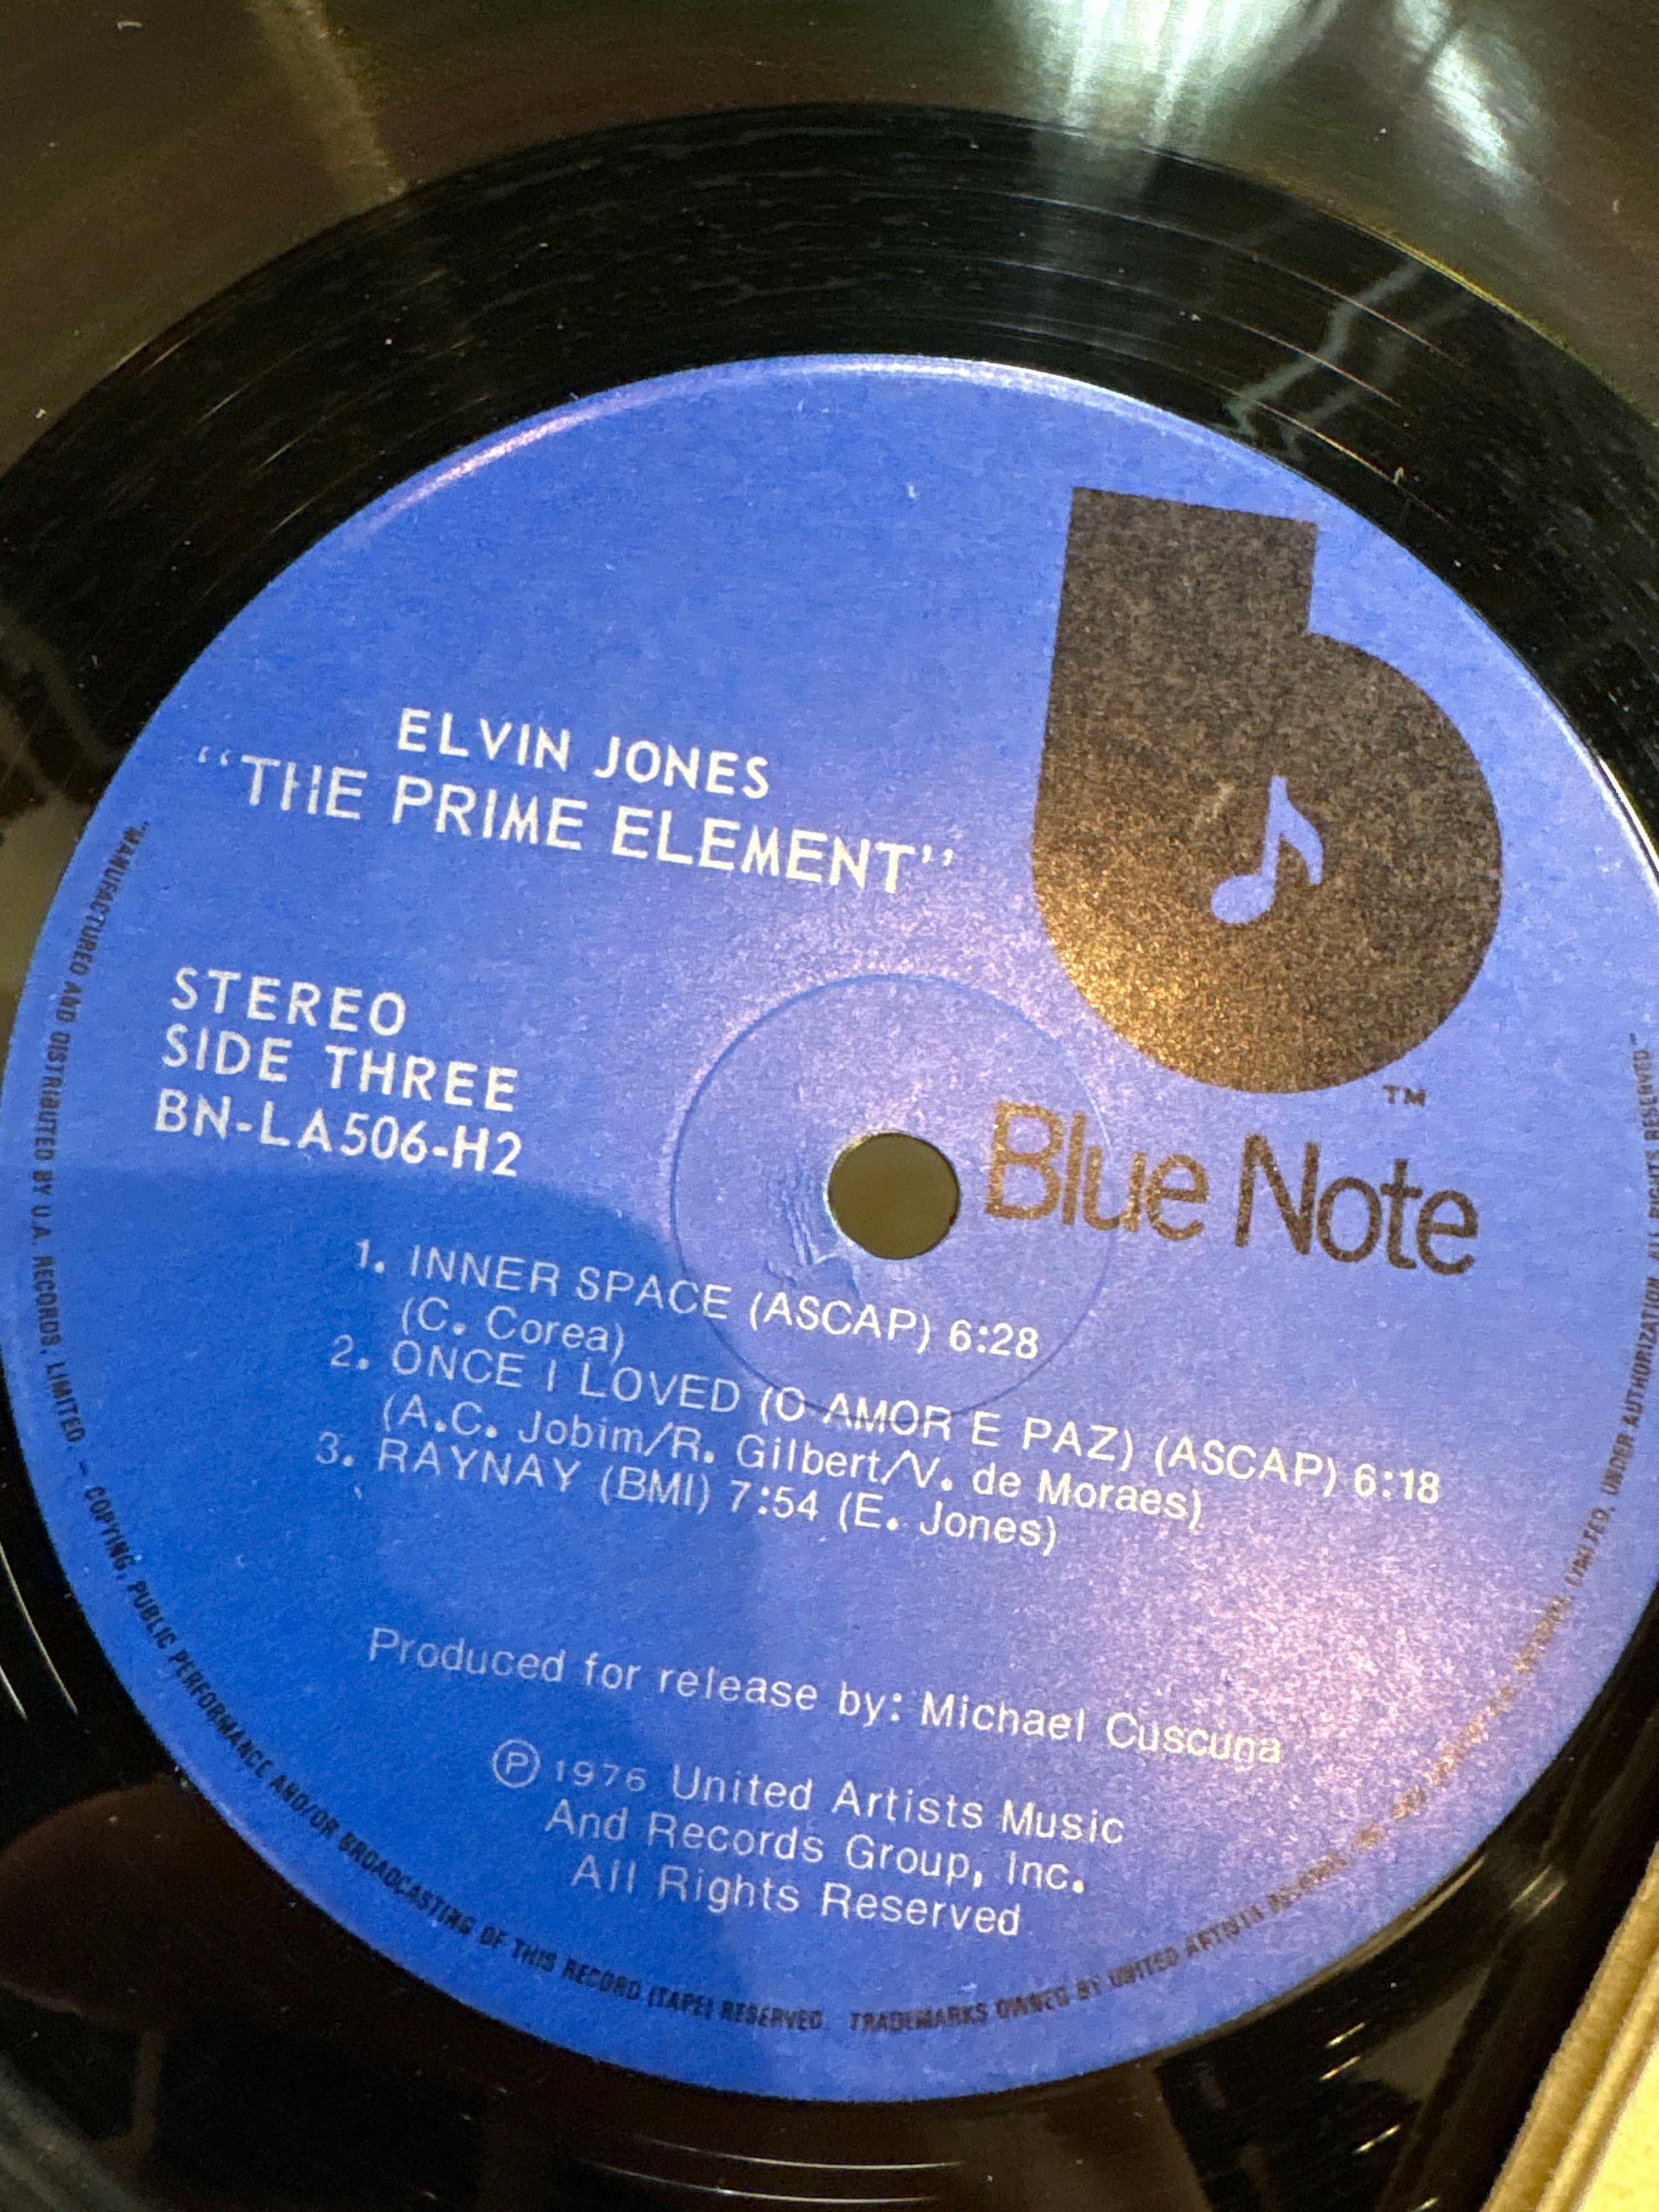 ELVIN JONES
“THE PRIME ELEMENT”
STEREO
SIDE THREE
BN-LA506-H2
TM
Blue Note
1. INNER SPACE (ASCAP) 6:28
(C. Corea)
2. ONCE I LOVED (O AMOR E PAZ) (ASCAP) 6:18
(A.C. Jobim/R. Gilbert/V. de Moraes)
3. RAYNAY (BMI) 7:54 (E. Jones)
Produced for release by: Michael Cuscuna
Ⓟ 1976 United Artists Music
And Records Group, Inc.
All Rights Reserved
"MANUFACTURED AND DISTRIBUTED BY U.A. RECORDS, LIMITED. – COPYING, PUBLIC PERFORMANCE AND/OR BROADCASTING OF THIS RECORD (TAPE) RESERVED. TRADEMARKS OWNED BY UNITED ARTISTS RECORDS, LIMITED, UNDER AUTHORIZATION. ALL RIGHTS RESERVED"